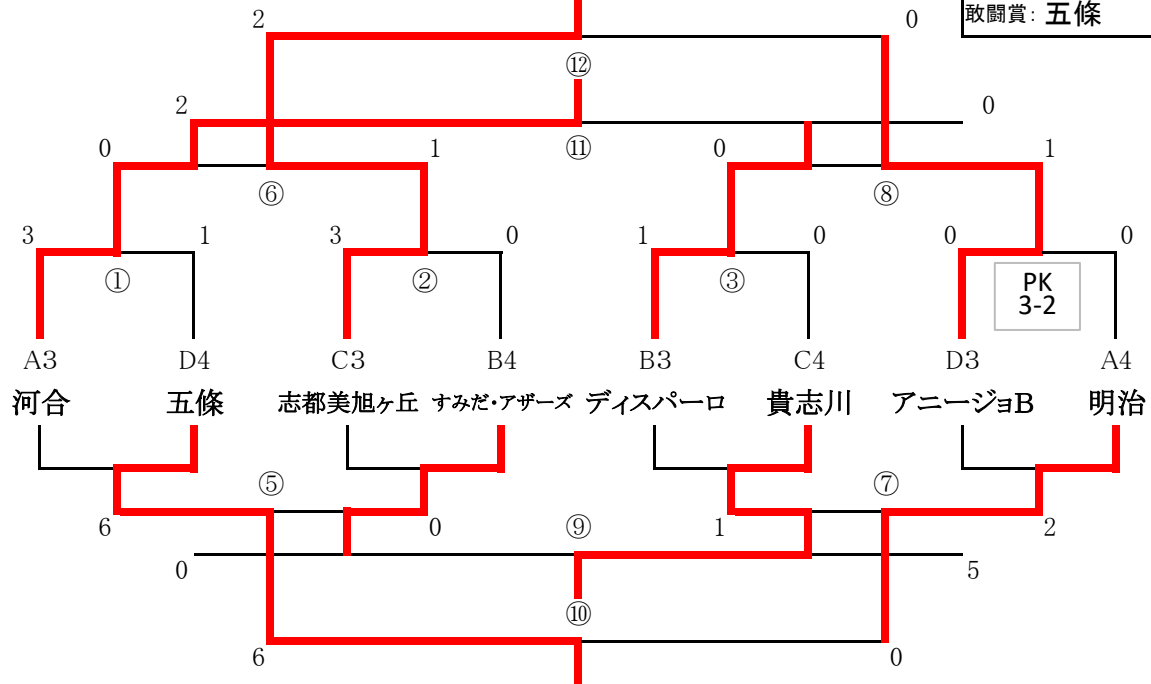 2
0
敢闘賞: 五條
⑫
2
0
0
1
⑪
0
1
⑥
⑧
3
1
3
0
1
0
0
0
①
②
③
PK
3-2
A3
D4
C3
B4
B3
C4
D3
A4
河合
五條
志都美旭ヶ丘
すみだ・アザーズ
ディスパーロ
貴志川
アニージョB
明治
⑤
⑦
6
0
⑨
1
2
0
5
⑩
6
0